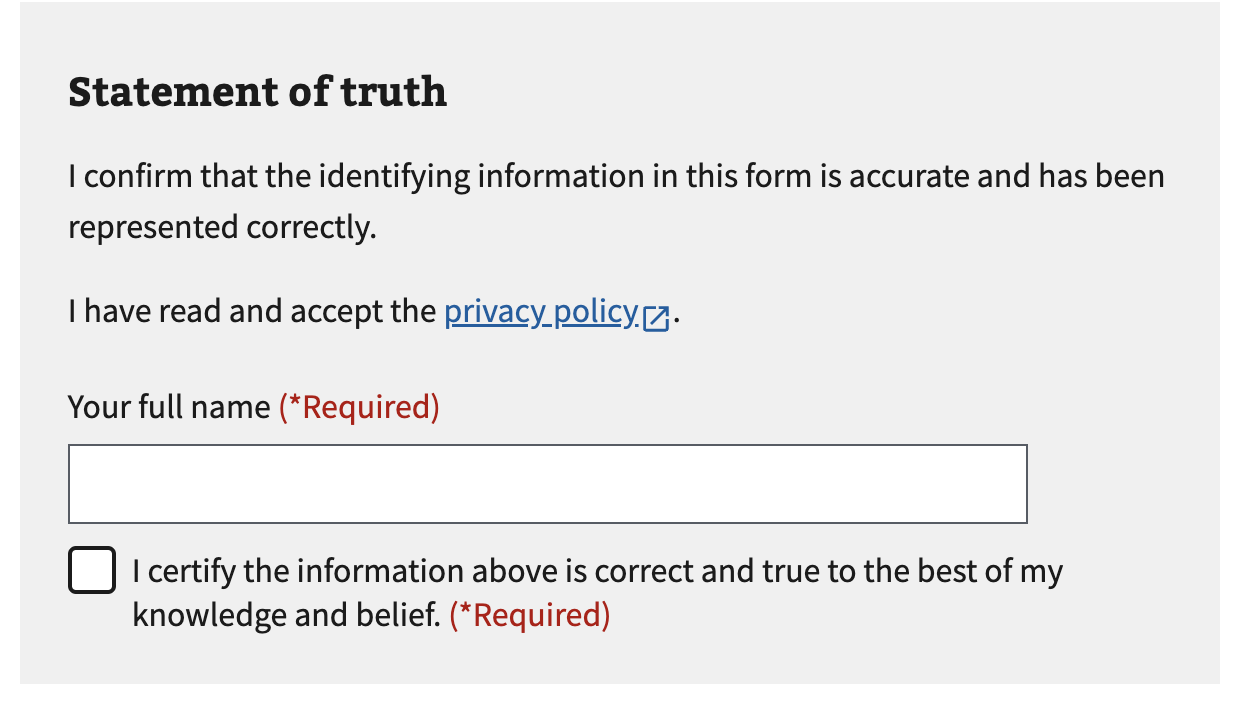 Statement of truth
I confirm that the identifying information in this form is accurate and has been
represented correctly.
I have read and accept the privacy policy.
Your full name (*Required)
I certify the information above is correct and true to the best of my
knowledge and belief. (*Required)